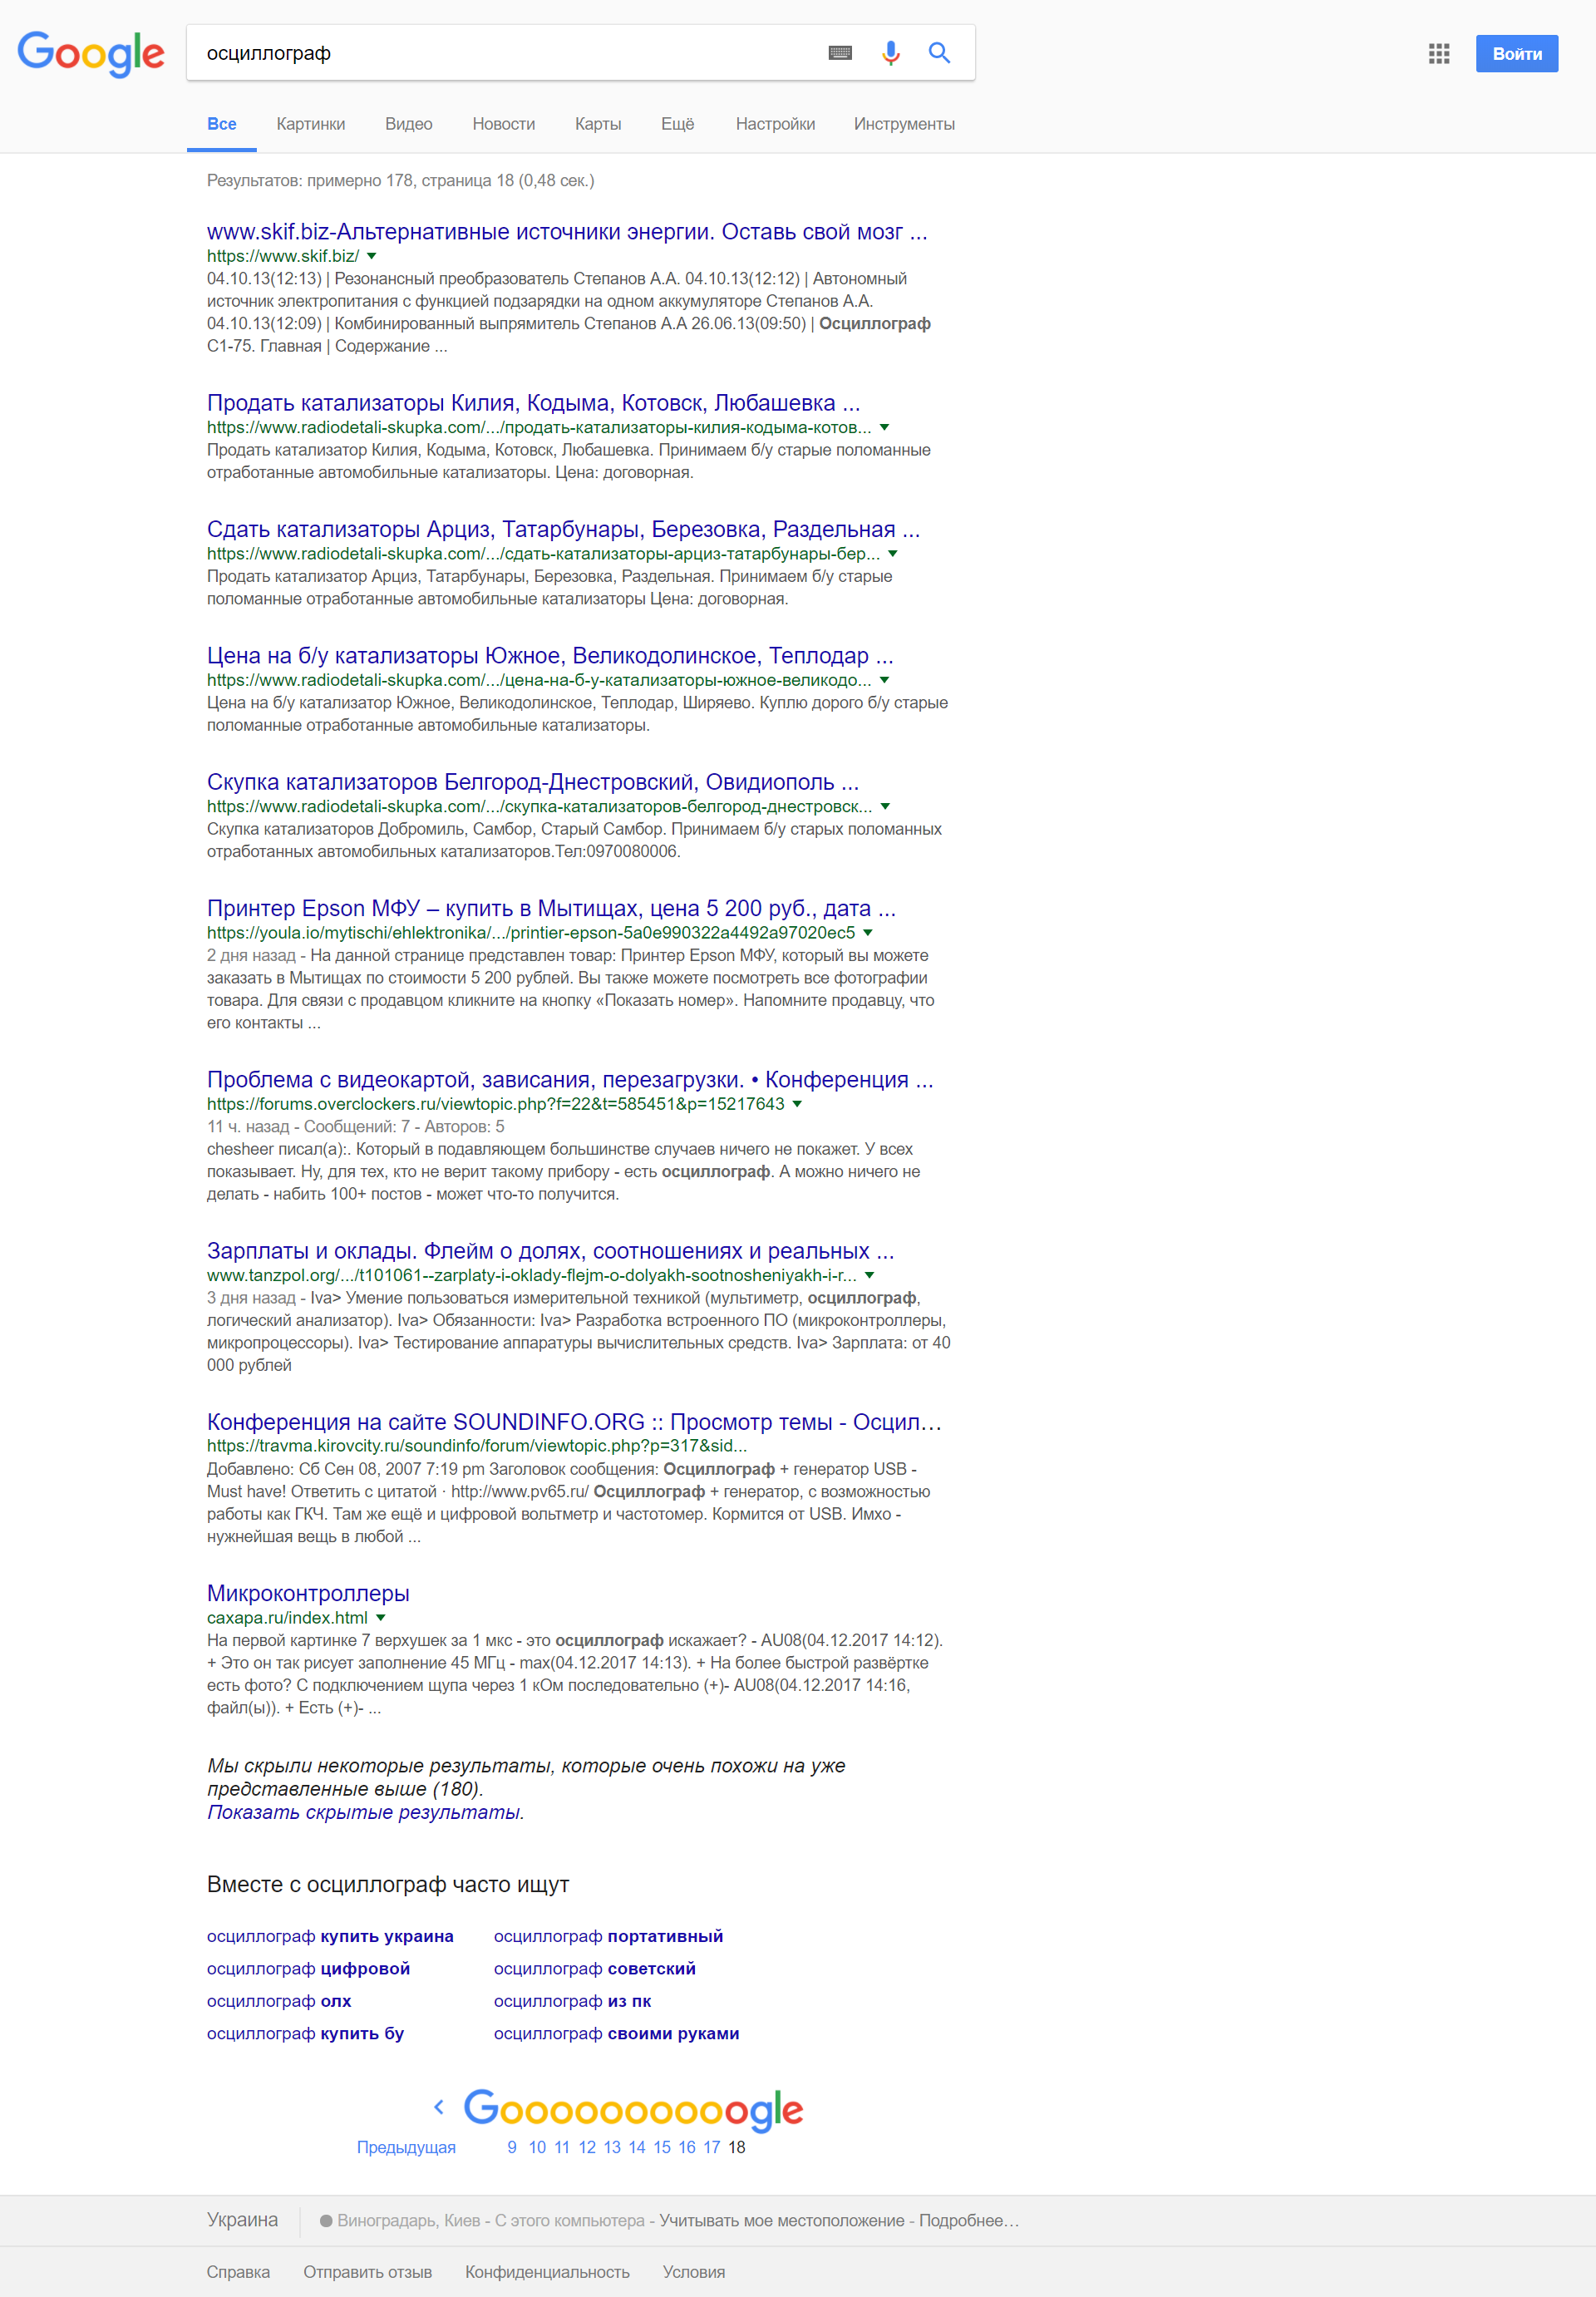 Google
осциллограф
Войти
Все Картинки Видео Новости Карты Ещё Настройки Инструменты
Результатов: примерно 178, страница 18 (0,48 сек.)
www.skif.biz-Альтернативные источники энергии. Оставь свой мозг ...
https://www.skif.biz/
04.10.13(12:13) | Резонансный преобразователь Степанов А.А. 04.10.13(12:12) | Автономный
источник электропитания с функцией подзарядки на одном аккумуляторе Степанов А.А.
04.10.13(12:09) | Комбинированный выпрямитель Степанов А.А 26.06.13(09:50) | Осциллограф
С1-75. Главная | Содержание ...
Продать катализаторы Килия, Кодыма, Котовск, Любашевка ...
https://www.radiodetali-skupka.com/.../продать-катализаторы-килия-кодыма-котов...
Продать катализатор Килия, Кодыма, Котовск, Любашевка. Принимаем б/у старые поломанные
отработанные автомобильные катализаторы. Цена: договорная.
Сдать катализаторы Арциз, Татарбунары, Березовка, Раздельная ...
https://www.radiodetali-skupka.com/.../сдать-катализаторы-арциз-татарбунары-бер...
Продать катализатор Арциз, Татарбунары, Березовка, Раздельная. Принимаем б/у старые
поломанные отработанные автомобильные катализаторы Цена: договорная.
Цена на б/у катализаторы Южное, Великодолинское, Теплодар ...
https://www.radiodetali-skupka.com/.../цена-на-б-у-катализаторы-южное-великодо...
Цена на б/у катализатор Южное, Великодолинское, Теплодар, Ширяево. Куплю дорого б/у старые
поломанные отработанные автомобильные катализаторы.
Скупка катализаторов Белгород-Днестровский, Овидиополь ...
https://www.radiodetali-skupka.com/.../скупка-катализаторов-белгород-днестровск...
Скупка катализаторов Добромиль, Самбор, Старый Самбор. Принимаем б/у старых поломанных
отработанных автомобильных катализаторов.Тел:0970080006.
Принтер Epson МФУ – купить в Мытищах, цена 5 200 руб., дата ...
https://youla.io/mytischi/ehlektronika/.../printier-epson-5a0e990322a4492a97020ec5
2 дня назад - На данной странице представлен товар: Принтер Epson МФУ, который вы можете
заказать в Мытищах по стоимости 5 200 рублей. Вы также можете посмотреть все фотографии
товара. Для связи с продавцом кликните на кнопку «Показать номер». Напомните продавцу, что
его контакты ...
Проблема с видеокартой, зависания, перезагрузки. • Конференция ...
https://forums.overclockers.ru/viewtopic.php?f=22&t=585451&p=15217643
11 ч. назад - Сообщений: 7 - Авторов: 5
chesheer писал(а):. Который в подавляющем большинстве случаев ничего не покажет. У всех
показывает. Ну, для тех, кто не верит такому прибору - есть осциллограф. А можно ничего не
делать - набить 100+ постов - может что-то получится.
Зарплаты и оклады. Флейм о долях, соотношениях и реальных ...
www.tanzpol.org/.../t101061--zarplaty-i-oklady-flejm-o-dolyakh-sootnosheniyakh-i-r...
3 дня назад - Iva> Умение пользоваться измерительной техникой (мультиметр, осциллограф,
логический анализатор). Iva> Обязанности: Iva> Разработка встроенного ПО (микроконтроллеры,
микропроцессоры). Iva> Тестирование аппаратуры вычислительных средств. Iva> Зарплата: от 40
000 рублей
Конференция на сайте SOUNDINFO.ORG :: Просмотр темы - Осцил...
https://travma.kirovcity.ru/soundinfo/forum/viewtopic.php?p=317&sid...
Добавлено: Сб Сен 08, 2007 7:19 pm Заголовок сообщения: Осциллограф + генератор USB -
Must have! Ответить с цитатой · http://www.pv65.ru/ Осциллограф + генератор, с возможностью
работы как ГКЧ. Там же ещё и цифровой вольтметр и частотомер. Кормится от USB. Имхо -
нужнейшая вещь в любой ...
Микроконтроллеры
caxapa.ru/index.html
На первой картинке 7 верхушек за 1 мкс - это осциллограф искажает? - AU08(04.12.2017 14:12).
+ Это он так рисует заполнение 45 МГц - max(04.12.2017 14:13). + На более быстрой развёртке
есть фото? С подключением щупа через 1 кОм последовательно (+)- AU08(04.12.2017 14:16,
файл(ы)). + Есть (+)- ...
Мы скрыли некоторые результаты, которые очень похожи на уже
представленные выше (180).
Показать скрытые результаты.
Вместе с осциллограф часто ищут
осциллограф купить украина осциллограф портативный
осциллограф цифровой осциллограф советский
осциллограф олх осциллограф из пк
осциллограф купить бу осциллограф своими руками
Goooooooooogle
Предыдущая 9 10 11 12 13 14 15 16 17 18
Украина Виноградарь, Киев - С этого компьютера - Учитывать мое местоположение - Подробнее...
Справка Отправить отзыв Конфиденциальность Условия